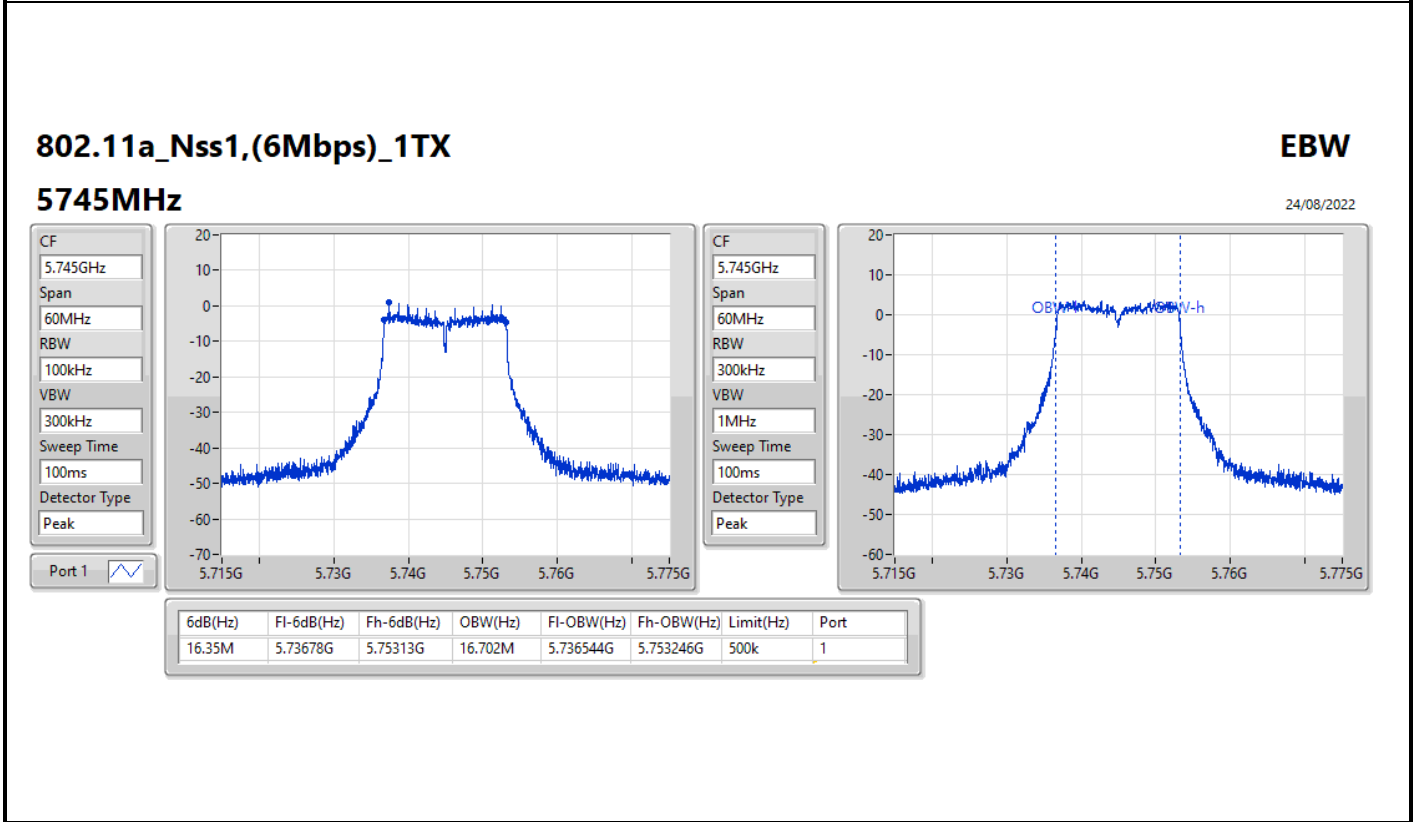 802.11a_Nss1,(6Mbps)_1TX
EBW
5745MHz
24/08/2022
CF
5.745GHz
Span
60MHz
RBW
100kHz
VBW
300kHz
Sweep Time
100ms
Detector Type
Peak
Port 1
20
10
0
-10
-20
-30
-40
-50
-60
-70
5.715G 5.73G 5.74G 5.75G 5.76G 5.775G
CF
5.745GHz
Span
60MHz
RBW
300kHz
VBW
1MHz
Sweep Time
100ms
Detector Type
Peak
20
10
0
-10
-20
-30
-40
-50
-60
OBW-h
5.715G 5.73G 5.74G 5.75G 5.76G 5.775G
6dB(Hz) Fl-6dB(Hz) Fh-6dB(Hz) OBW(Hz) Fl-OBW(Hz) Fh-OBW(Hz) Limit(Hz) Port
16.35M 5.73678G 5.75313G 16.702M 5.736544G 5.753246G 500k 1